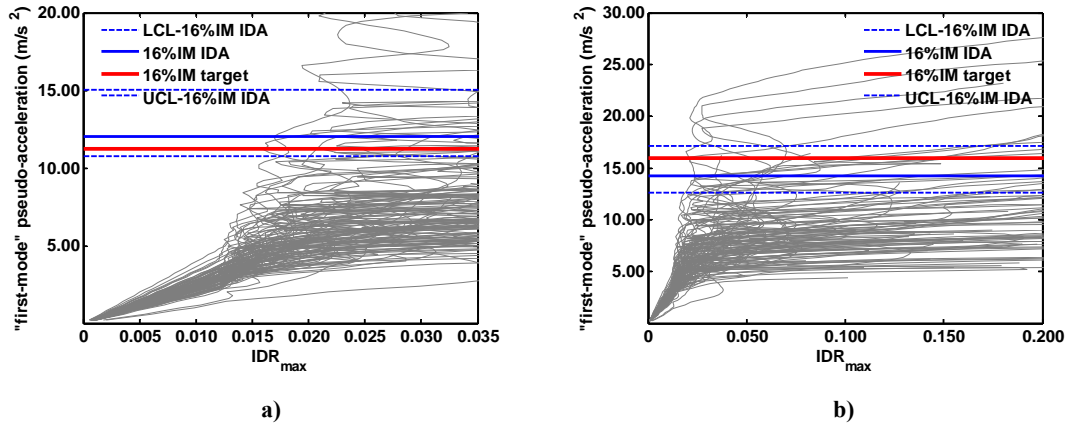 20.00
15.00
10.00
5.00
"first-mode" pseudo-acceleration (m/s 2)
LCL-16%IM IDA
16%IM IDA
16%IM target
UCL-16%IM IDA
0 0.005 0.010 0.015 0.020 0.025 0.030 0.035
IDR max
a)
30.00
25.00
20.00
15.00
10.00
5.00
"first-mode" pseudo-acceleration (m/s 2)
LCL-16%IM IDA
16%IM IDA
16%IM target
UCL-16%IM IDA
0 0.050 0.100 0.150 0.200
IDR max
b)